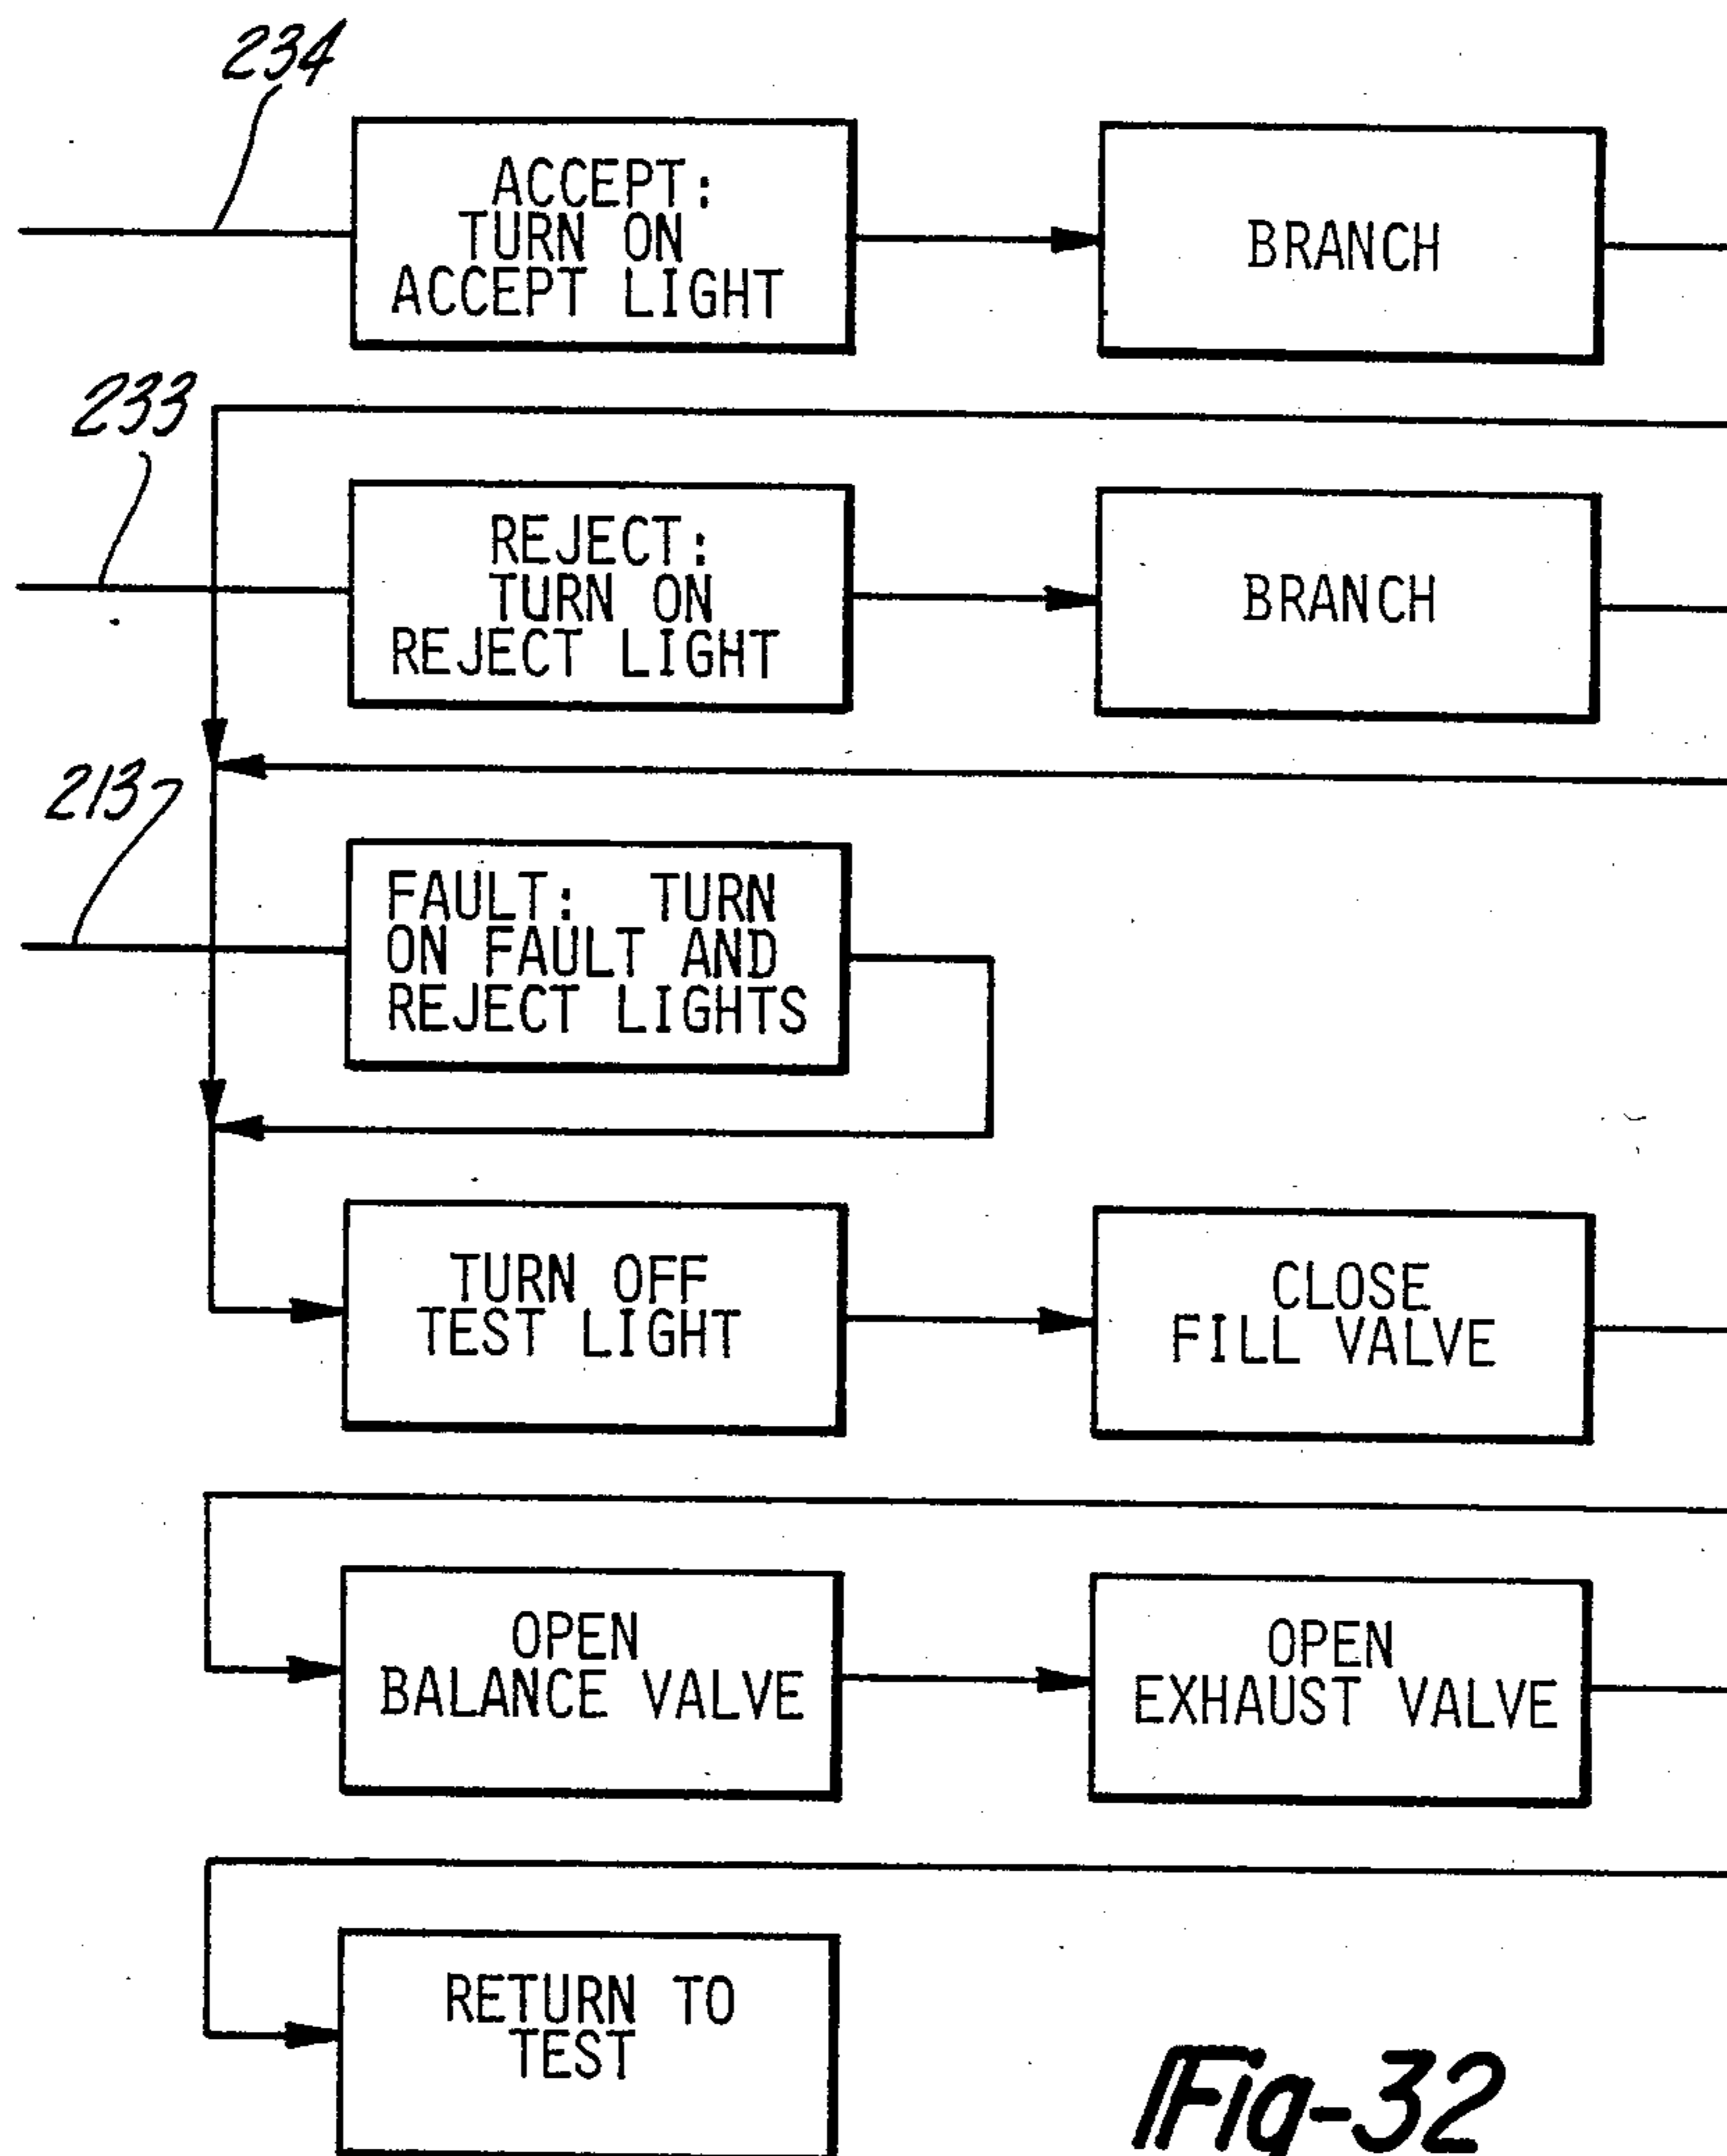 234
ACCEPT:
TURN ON
ACCEPT LIGHT
BRANCH
233
REJECT:
TURN ON
REJECT LIGHT
BRANCH
213
FAULT: TURN
ON FAULT AND
REJECT LIGHTS
TURN OFF
TEST LIGHT
CLOSE
FILL VALVE
OPEN
BALANCE VALVE
OPEN
EXHAUST VALVE
RETURN TO
TEST
Fig-32